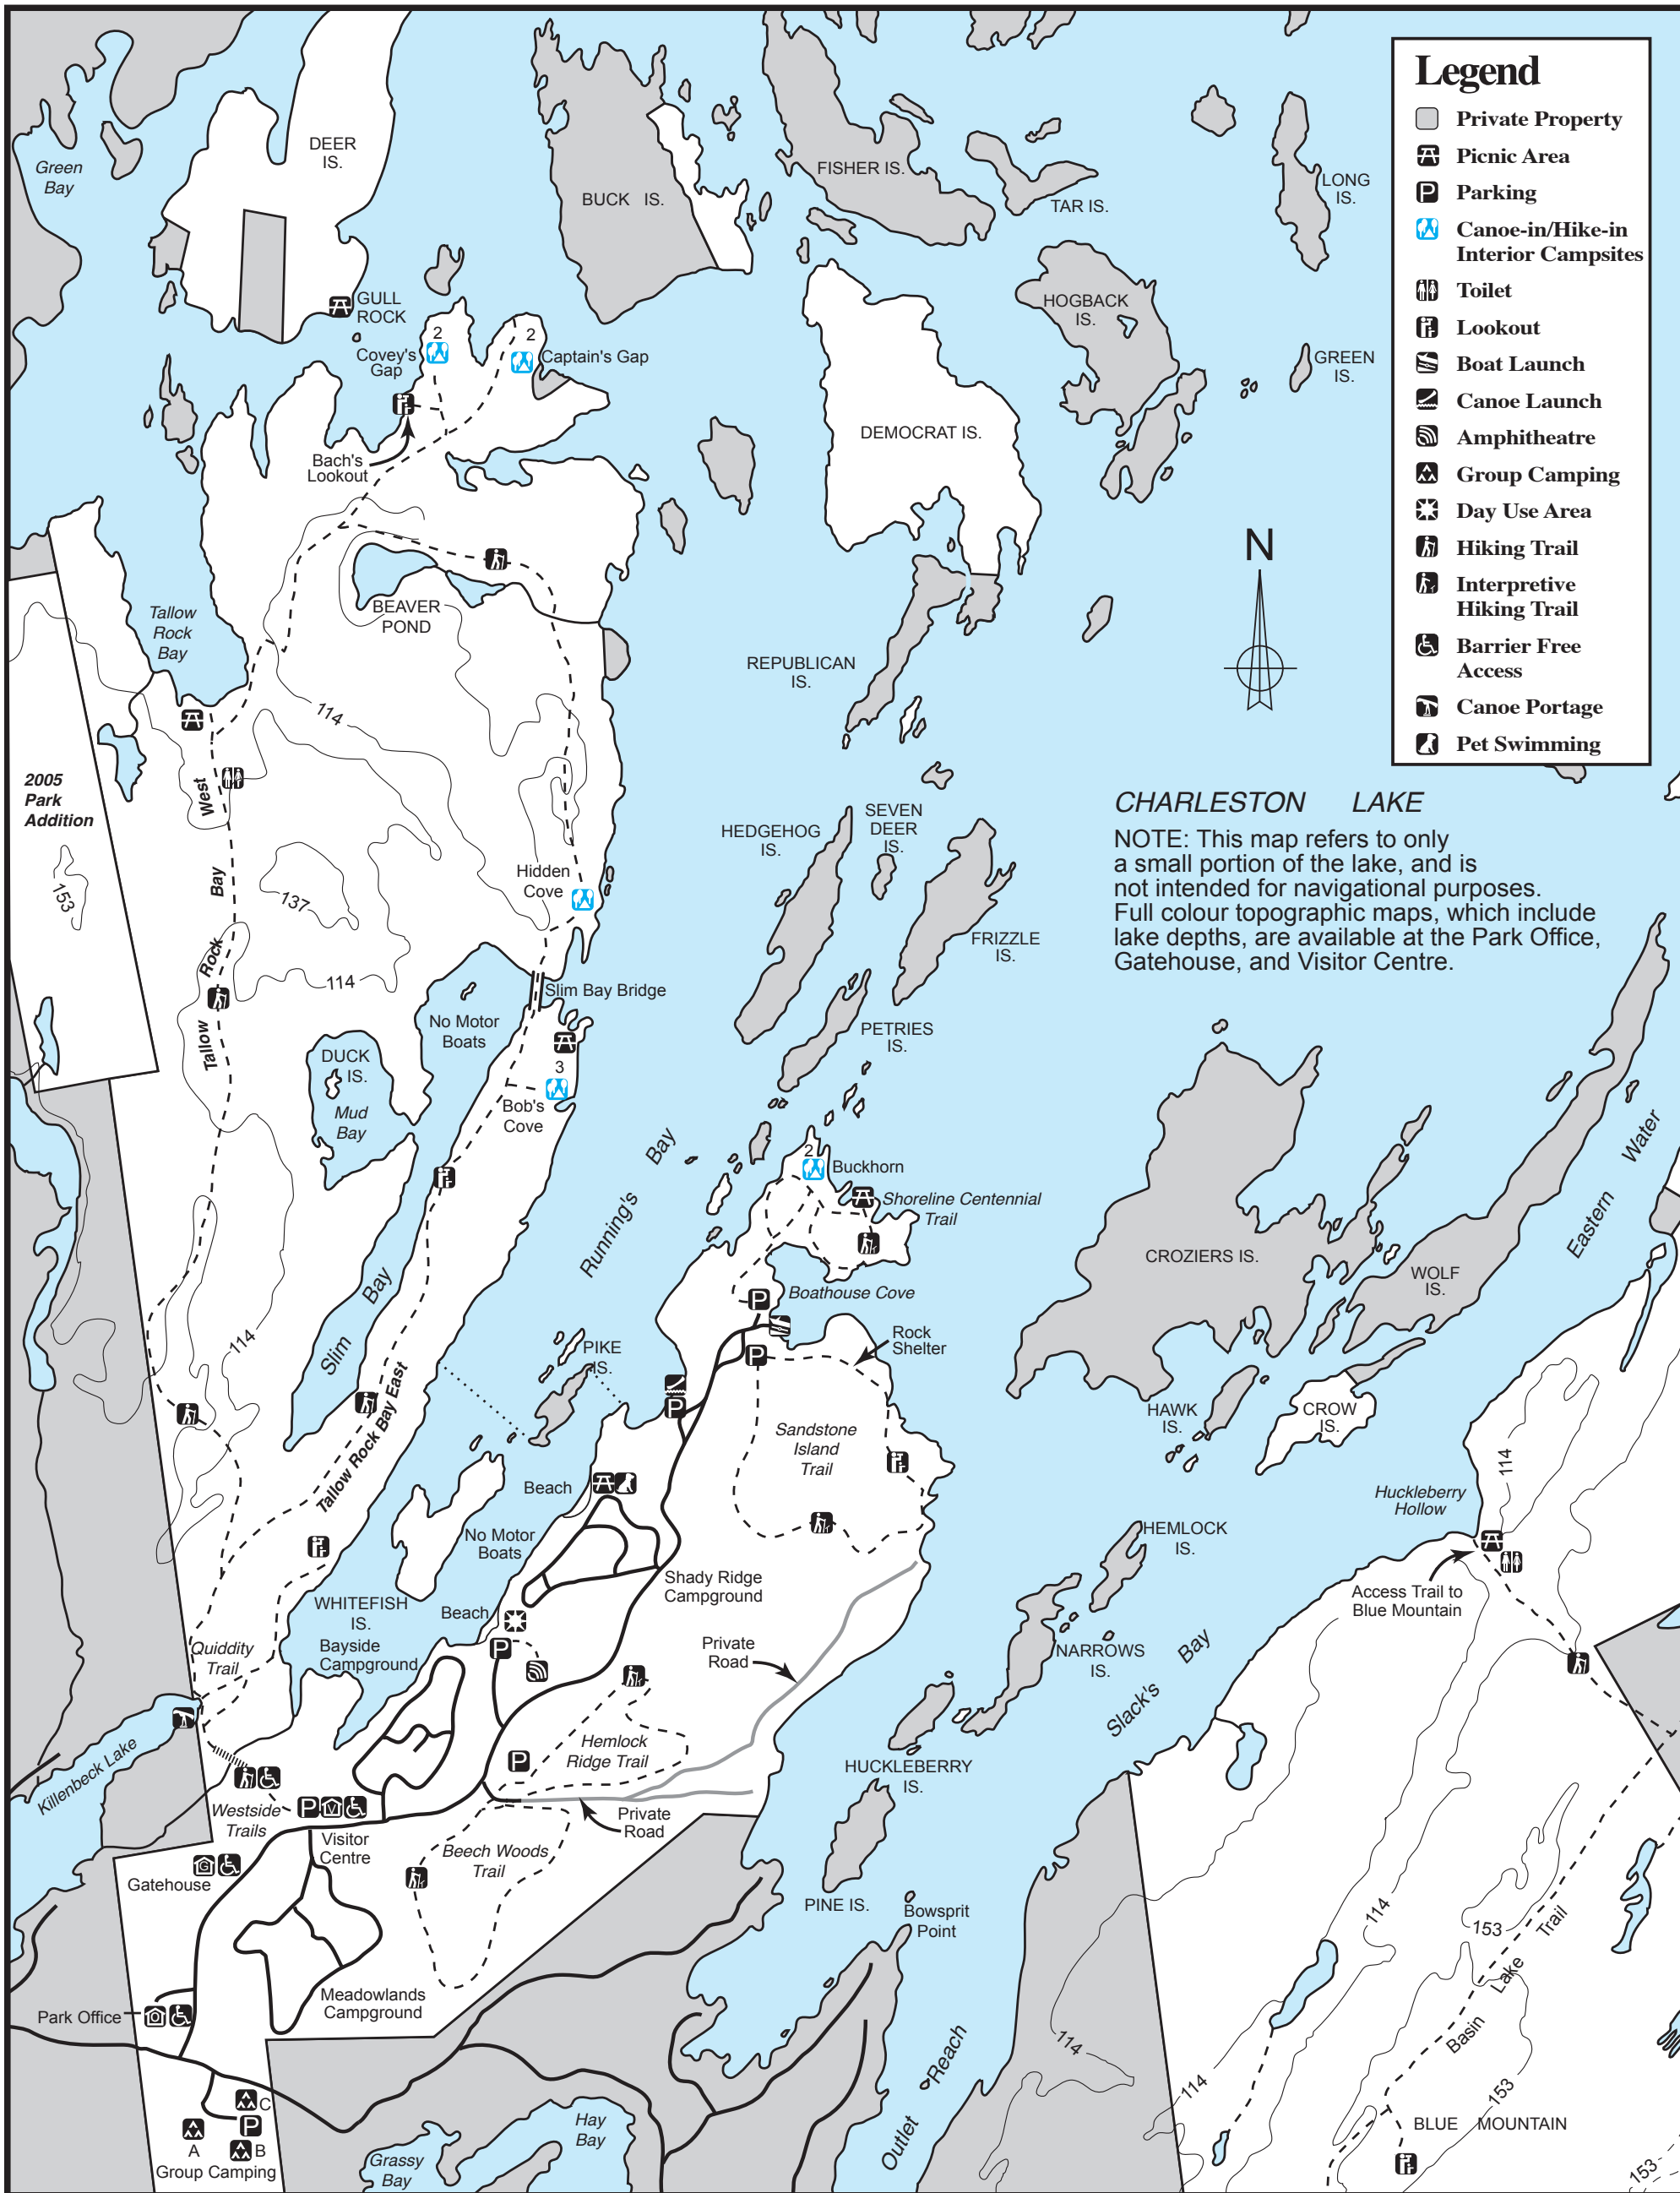 Legend
Private Property
Picnic Area
Parking
Canoe-in/Hike-in
Interior Campsites
Toilet
Lookout
Boat Launch
Canoe Launch
Amphitheatre
Group Camping
Day Use Area
Hiking Trail
Interpretive
Hiking Trail
Barrier Free
Access
Canoe Portage
Pet Swimming
Green
Bay
DEER
IS.
BUCK IS.
FISHER IS.
TAR IS.
LONG
IS.
GULL
ROCK
HOGBACK
IS.
GREEN
IS.
2
Covey's
Gap
2
Captain's Gap
DEMOCRAT IS.
Bach's
Lookout
N
BEAVER
POND
Tallow
Rock
Bay
REPUBLICAN
IS.
114
2005
Park
Addition
153
137
114
Tallow Rock Bay West
CHARLESTON LAKE
NOTE: This map refers to only
a small portion of the lake, and is
not intended for navigational purposes.
Full colour topographic maps, which include
lake depths, are available at the Park Office,
Gatehouse, and Visitor Centre.
HEDGEHOG
IS.
SEVEN
DEER
IS.
FRIZZLE
IS.
PETRIES
IS.
Hidden
Cove
Slim Bay Bridge
No Motor
Boats
DUCK
IS.
Mud
Bay
3
Bob's
Cove
Running's Bay
2
Buckhorn
Shoreline Centennial
Trail
CROZIERS IS.
WOLF
IS.
Eastern Water
Boathouse Cove
P
P
Rock
Shelter
114
Slim Bay
Tallow Rock Bay East
PIKE
IS.
P
Sandstone
Island
Trail
HAWK
IS.
CROW
IS.
114
Huckleberry
Hollow
Beach
No Motor
Boats
HEMLOCK
IS.
Access Trail to
Blue Mountain
Shady Ridge
Campground
WHITEFISH
IS.
Beach
P
Bayside
Campground
Quiddity
Trail
Private
Road
NARROWS
IS.
Slack's Bay
Hemlock
Ridge Trail
P
HUCKLEBERRY
IS.
Killenbeck Lake
Westside
Trails
P
V
Visitor
Centre
Private
Road
Beech Woods
Trail
G
Gatehouse
PINE IS.
Bowsprit
Point
114
153
Basin Lake Trail
Meadowlands
Campground
Park Office
O
Outlet Reach
114
114
153
BLUE MOUNTAIN
153
C
P
A
B
Group Camping
Hay
Bay
Grassy
Bay